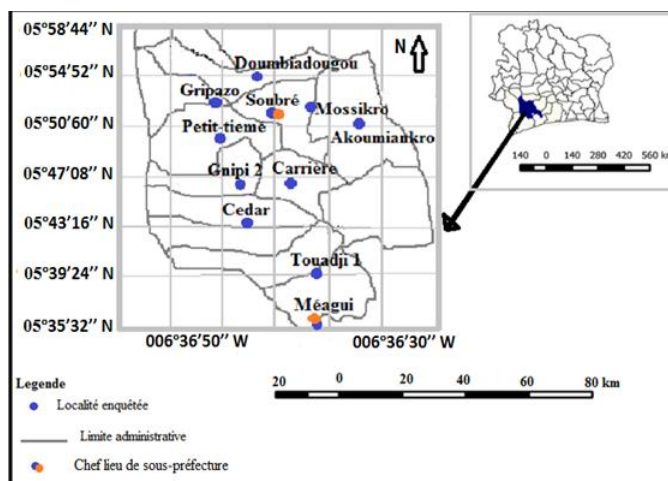 05°58'44'' N
N
Doumbiadougou
05°54'52'' N
Gripazo
Soubré
Mossikro
05°50'60'' N
Petit-tiemé
Akoumiankro
05°47'08'' N
Gnipi 2
Carrière
140 0 140 280 420 560 km
05°43'16'' N
Cedar
05°39'24'' N
Touadji 1
Méagui
05°35'32'' N
006°36'50'' W
006°36'30'' W
Legende
20 0 20 40 60 80 km
Localité enquêtée
Limite administrative
Chef lieu de sous-préfecture